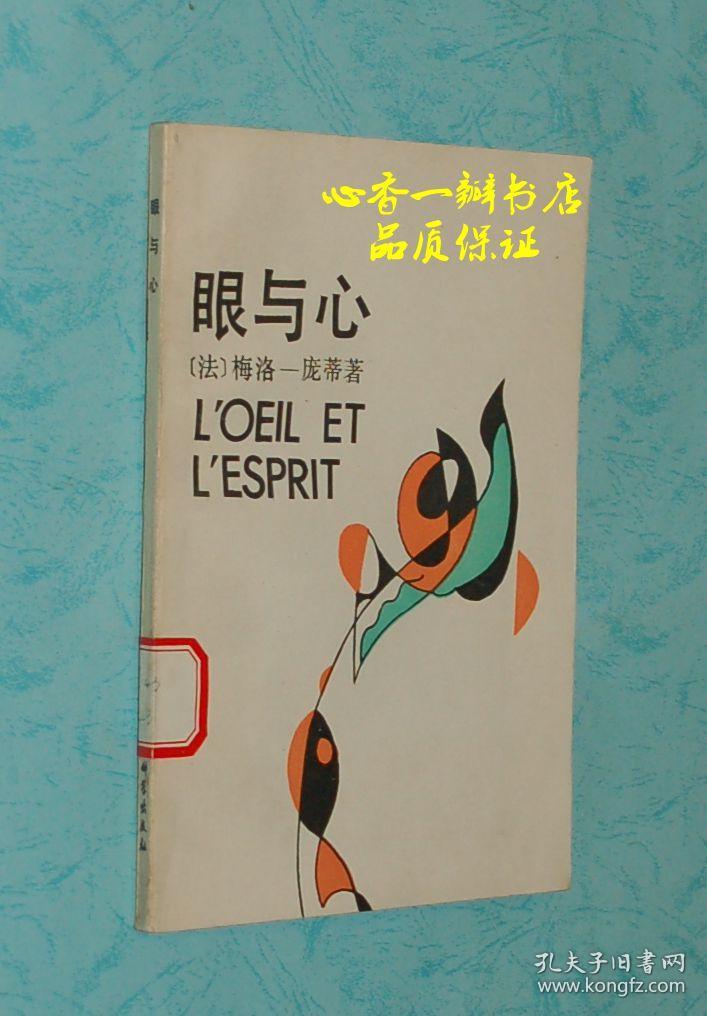 心香一瓣书店
品质保证
眼与心
〔法〕梅洛—庞蒂著
L'OEIL ET
L'ESPRIT
眼与心
孔夫子旧书网
www.kongfz.com